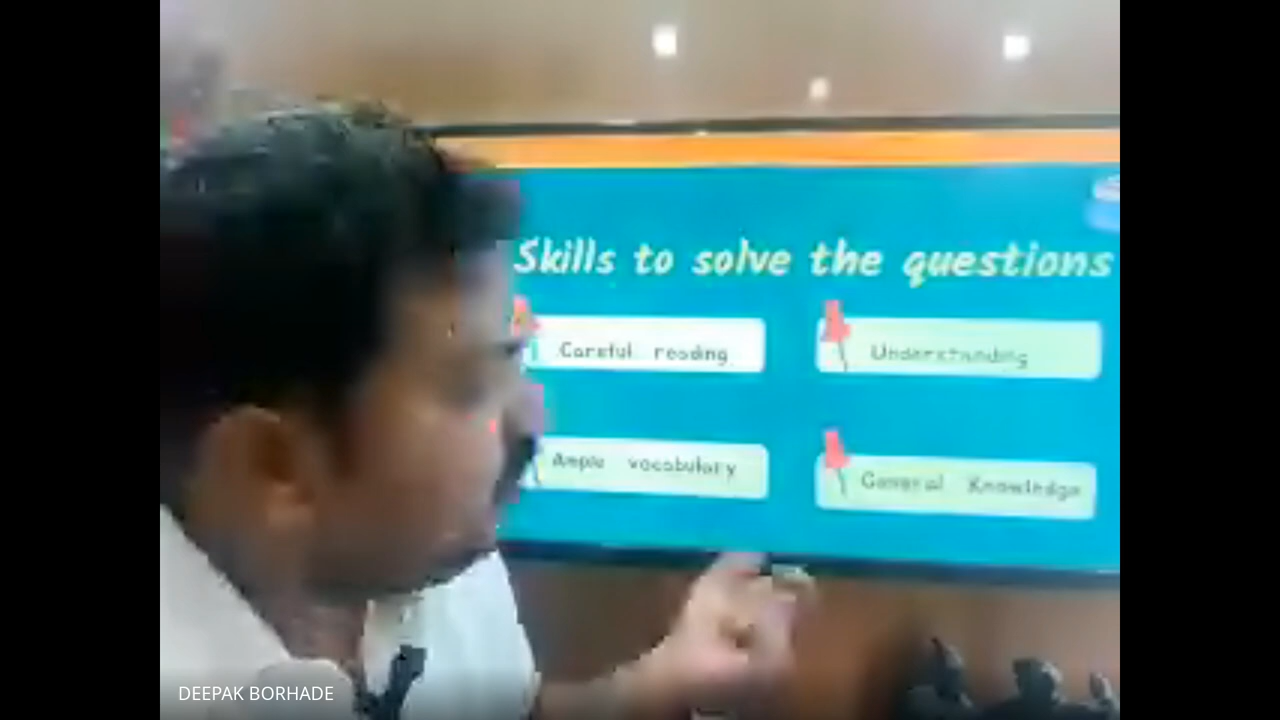 Skills to solve the questions
Careful reading
Understanding
Ample vocabulary
General Knowledge
DEEPAK BORHADE